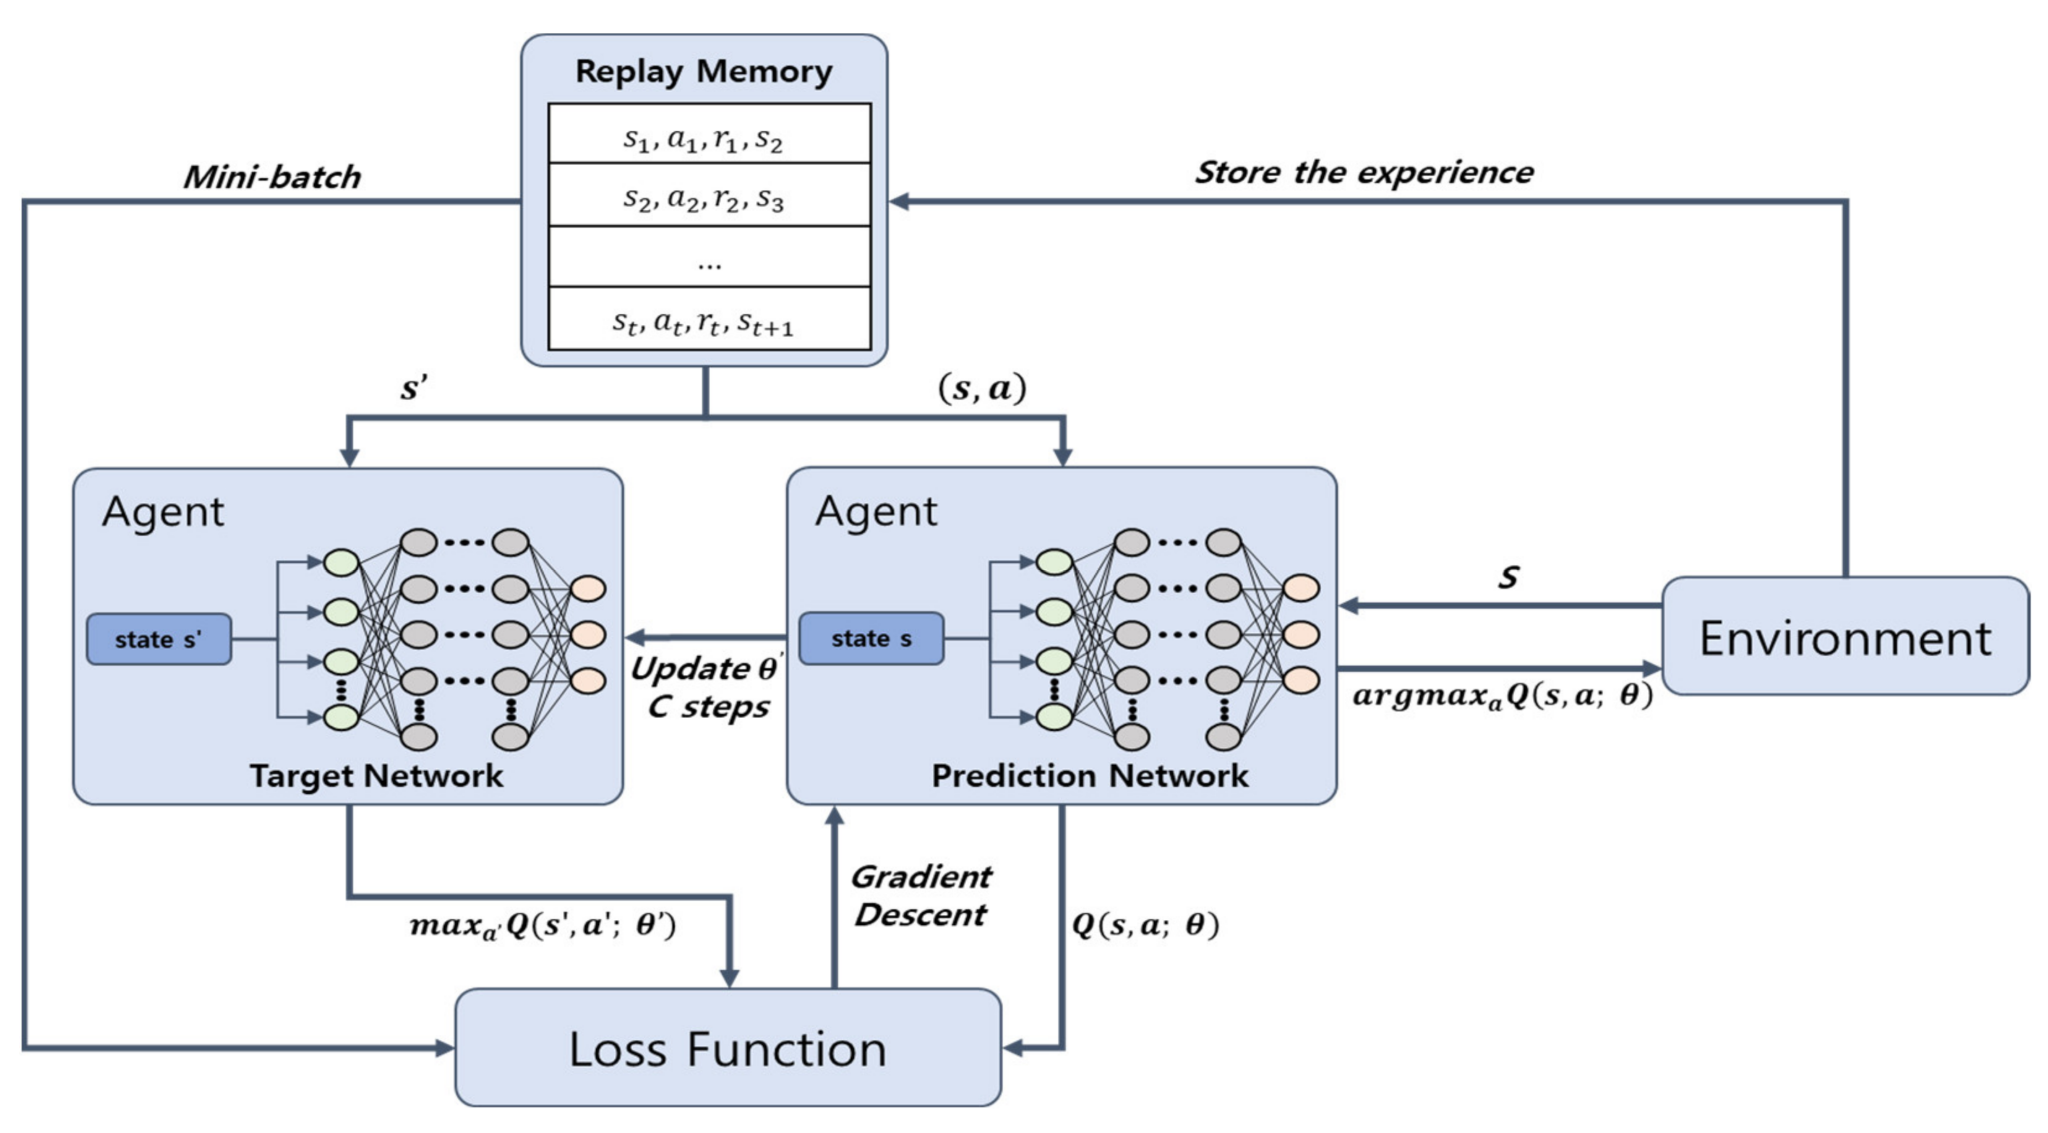 Replay Memory
s₁, a₁, r₁, s₂
s₂, a₂, r₂, s₃
...
sₜ, aₜ, rₜ, sₜ₊₁
Mini-batch
Store the experience
s’
(s, a)
Agent
state s'
Target Network
Update θ′
C steps
Agent
state s
Prediction Network
S
argmaxₐQ(s, a; θ)
Environment
maxₐ′Q(s', a'; θ’)
Gradient
Descent
Q(s, a; θ)
Loss Function